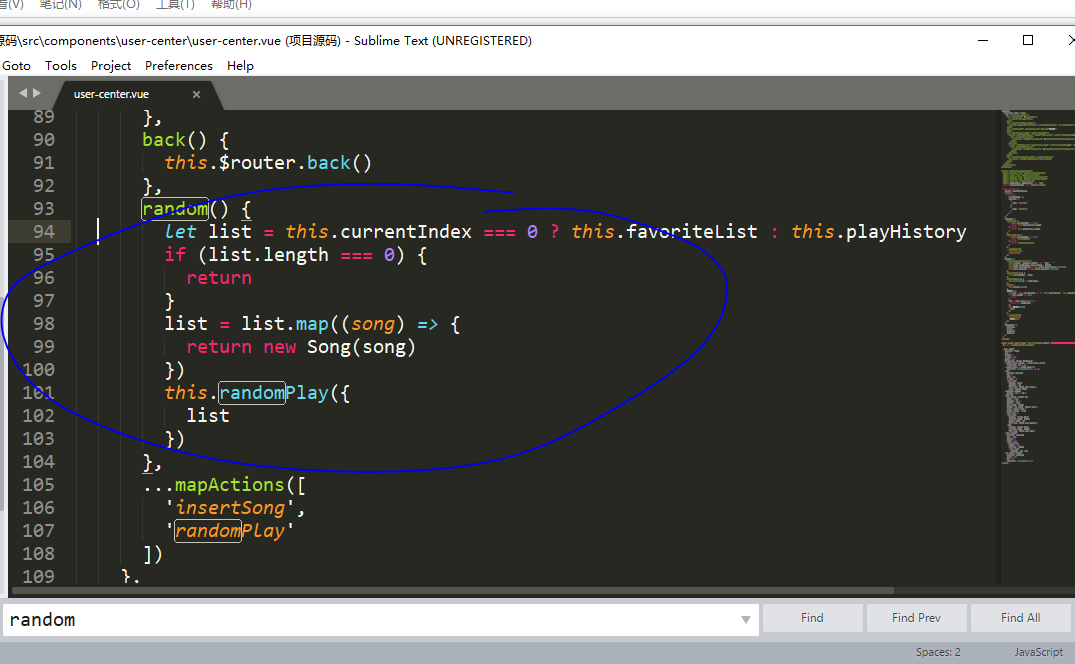 看(V) 笔记(N) 格式(O) 工具(T) 帮助(H)
源码\src\components\user-center\user-center.vue (项目源码) - Sublime Text (UNREGISTERED)
Goto Tools Project Preferences Help
user-center.vue ×
89 },
90 back() {
91 this.$router.back()
92 },
93 random() {
94 let list = this.currentIndex === 0 ? this.favoriteList : this.playHistory
95 if (list.length === 0) {
96 return
97 }
98 list = list.map((song) => {
99 return new Song(song)
100 })
101 this.randomPlay({
102 list
103 })
104 },
105 ...mapActions([
106 'insertSong',
107 'randomPlay'
108 ])
109 },
random
Find
Find Prev
Find All
Spaces: 2
JavaScript